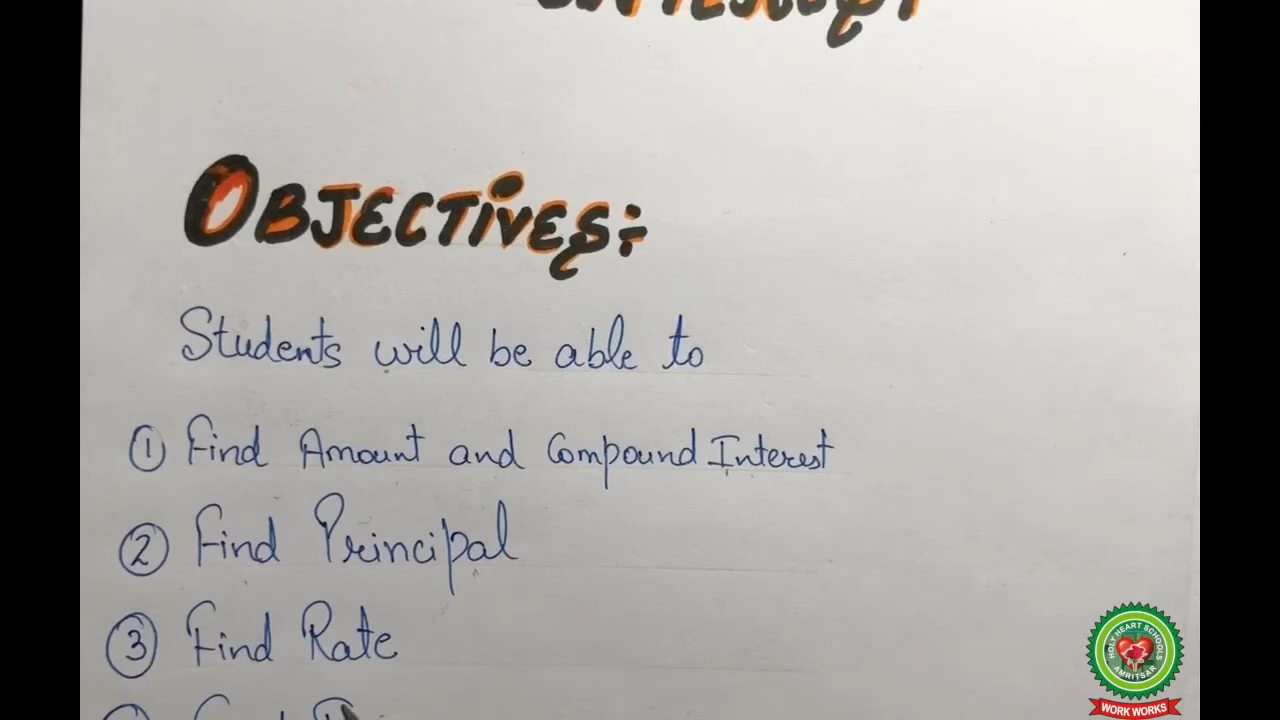 OBJECTIVES:
Students will be able to
① Find Amount and Compound Interest
② Find Principal
③ Find Rate
HOLY HEART SCHOOLS
AMRITSAR
WORK WORKS